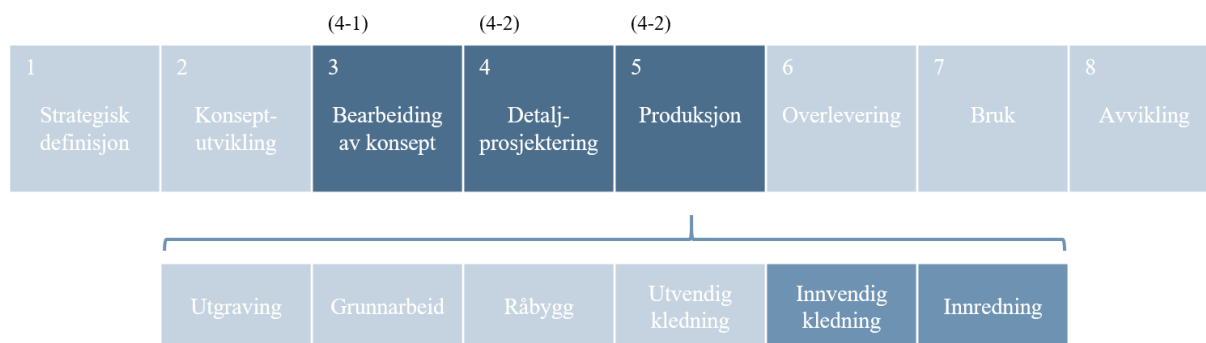 (4-1) (4-2) (4-2)
1 2 3 4 5 6 7 8
Strategisk Konsept- Bearbeiding Detalj- Produksjon Overlevering Bruk Avvikling
definisjon utvikling av konsept prosjektering
Utgraving Grunnarbeid Råbygg Utvendig Innvendig Innredning
kledning kledning